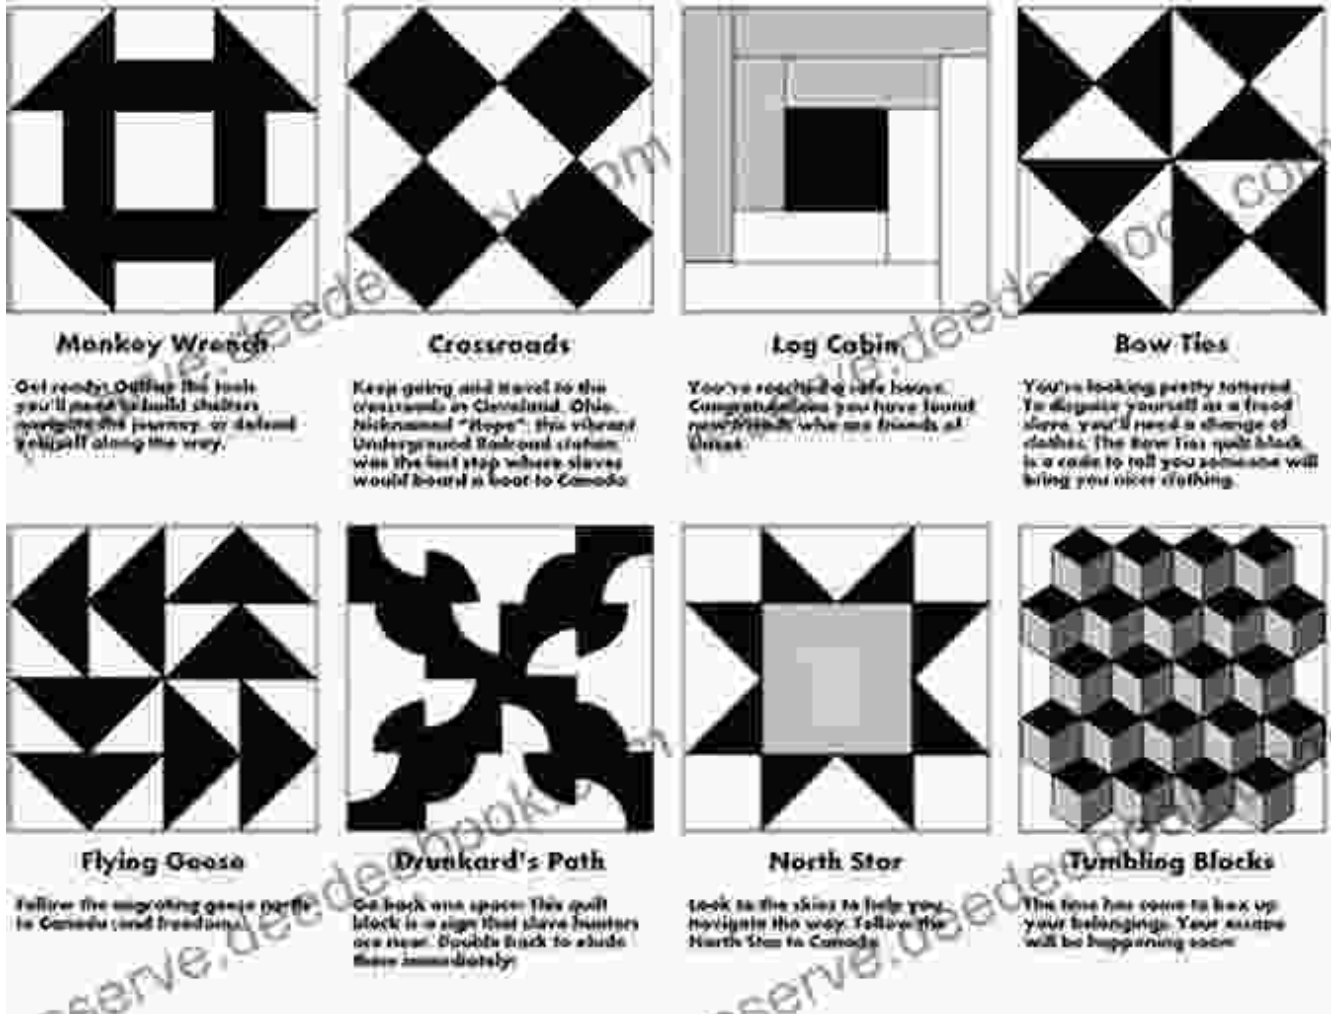 Monkey Wrench
Get ready! Gather the tools
you'll need to build shelters
navigate the journey, or defend
yourself along the way.
Crossroads
Keep going and travel to the
crossroads in Cleveland, Ohio.
Nicknamed "Hope", this vibrant
Underground Railroad station
was the last stop where slaves
would board a boat to Canada
Log Cabin
You've reached a safe house.
Congratulations you have found
new friends who are friends of
Bow Ties
You're looking pretty tattered
To disguise yourself as a freed
slave, you'll need a change of
clothes. The Bow Ties quilt block
is a code to tell you someone will
bring you nicer clothing.
Flying Geese
Follow the migrating geese north
to Canada (and freedom).
Drunkard's Path
Go back one space. This quilt
block is a sign that slave hunters
are near. Double back to elude
them immediately!
North Star
Look to the skies to help you
navigate the way. Follow the
North Star to Canada
Tumbling Blocks
The time has come to box up
your belongings. Your escape
will be happening soon